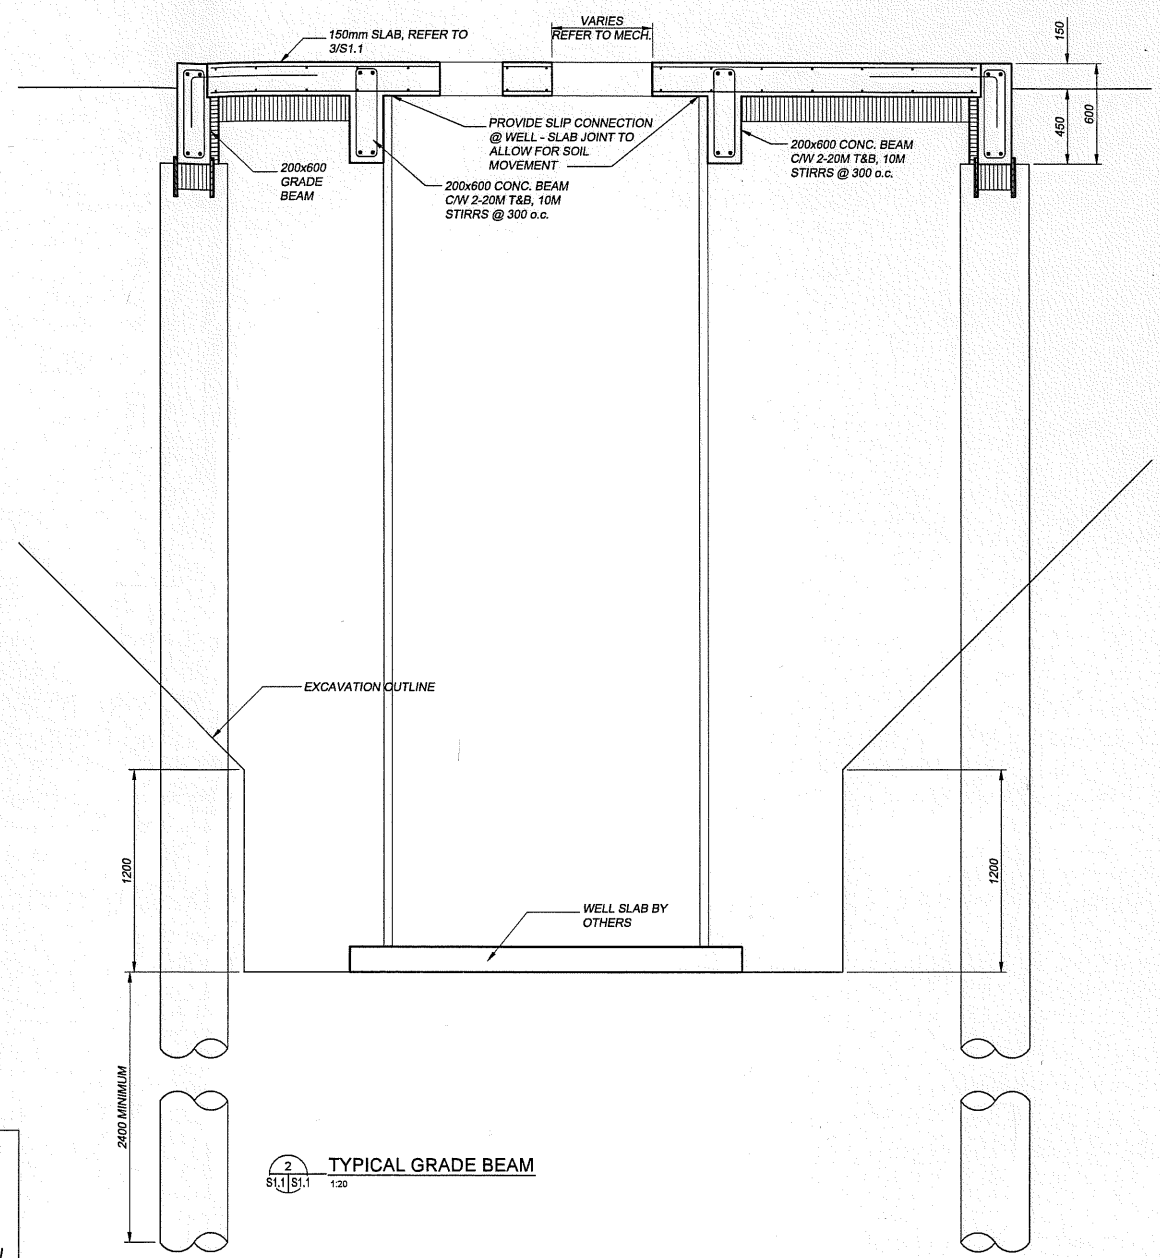 VARIES
REFER TO MECH.
150mm SLAB, REFER TO
3/S1.1
150
450
600
PROVIDE SLIP CONNECTION
@ WELL - SLAB JOINT TO
ALLOW FOR SOIL
MOVEMENT
200x600
GRADE
BEAM
200x600 CONC. BEAM
C/W 2-20M T&B, 10M
STIRRS @ 300 o.c.
200x600 CONC. BEAM
C/W 2-20M T&B, 10M
STIRRS @ 300 o.c.
EXCAVATION OUTLINE
1200
1200
WELL SLAB BY
OTHERS
2400 MINIMUM
2
S1.1 S1.1
TYPICAL GRADE BEAM
1:20